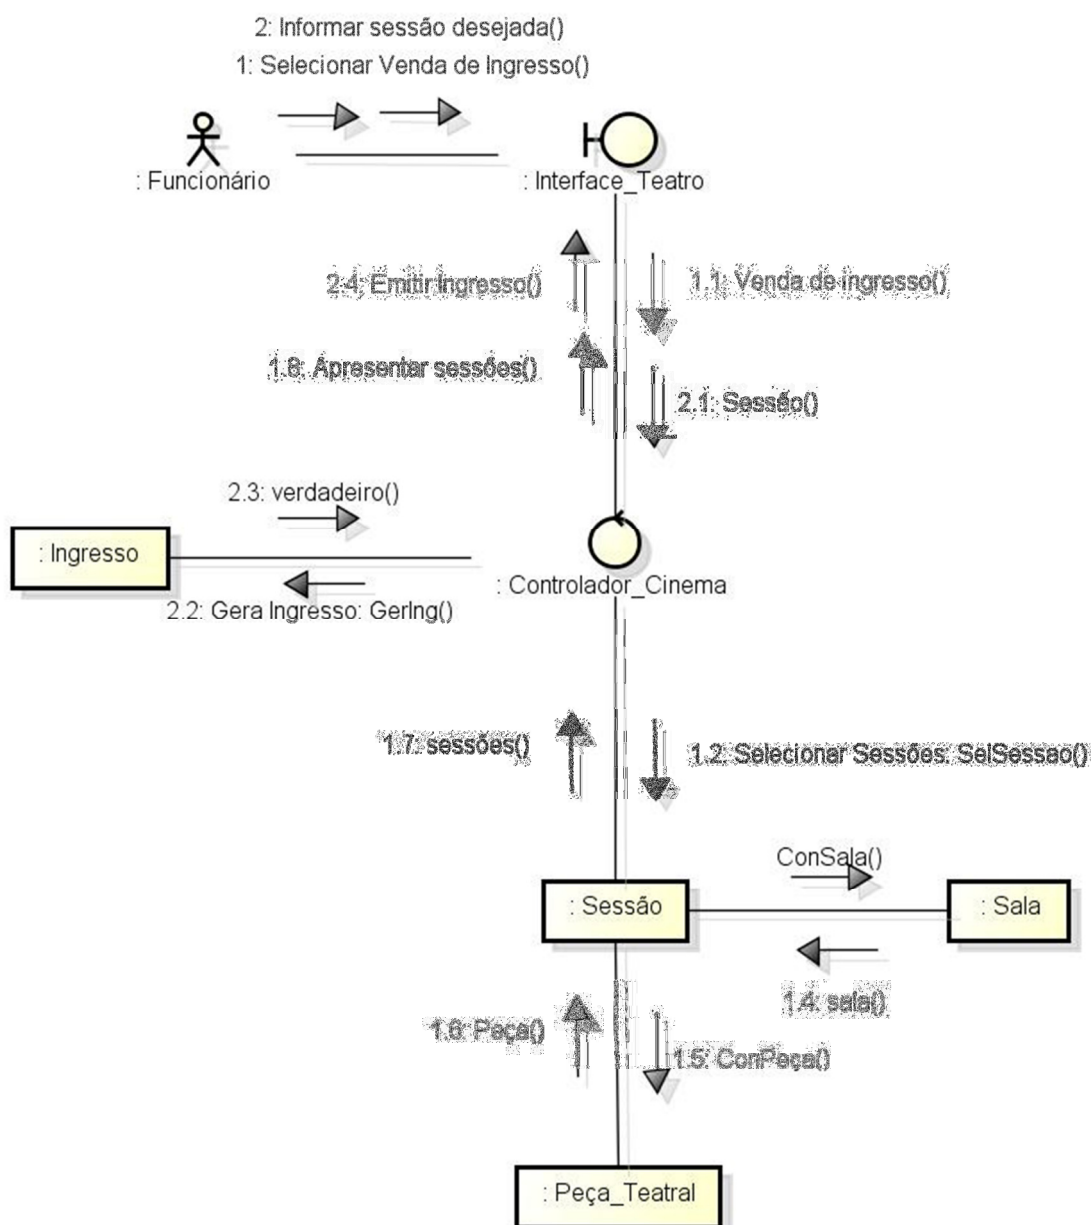 2: Informar sessão desejada()
1: Selecionar Venda de Ingresso()
: Funcionário
: Interface_Teatro
2.4: Emitir Ingresso()
1.1: Venda de ingresso()
1.8: Apresentar sessões()
2.1: Sessão()
2.3: verdadeiro()
: Ingresso
: Controlador_Cinema
2.2: Gera Ingresso: GerIng()
1.7: sessões()
1.2: Selecionar Sessões: SelSessao()
ConSala()
: Sessão
: Sala
1.4: sala()
1.6: Peça()
1.5: ConPeça()
: Peça_Teatral